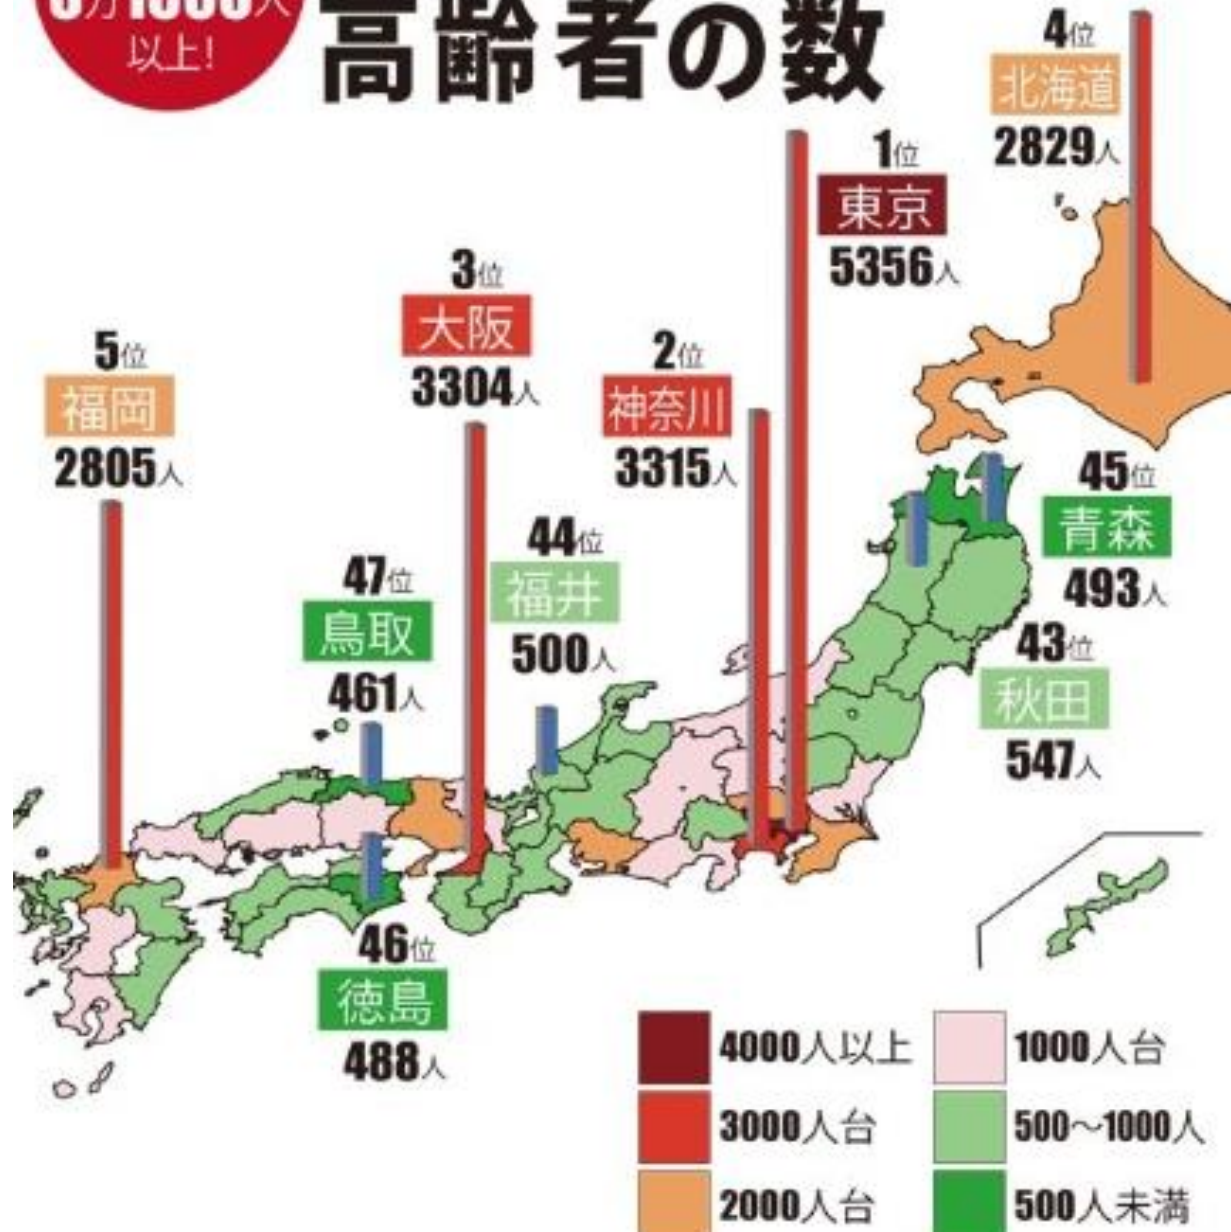 以上!
高齢者の数
4位
北海道
2829人
1位
東京
5356人
3位
大阪
3304人
2位
神奈川
3315人
5位
福岡
2805人
45位
青森
493人
44位
福井
500人
47位
鳥取
461人
43位
秋田
547人
46位
徳島
488人
4000人以上
1000人台
3000人台
500〜1000人
2000人台
500人未満